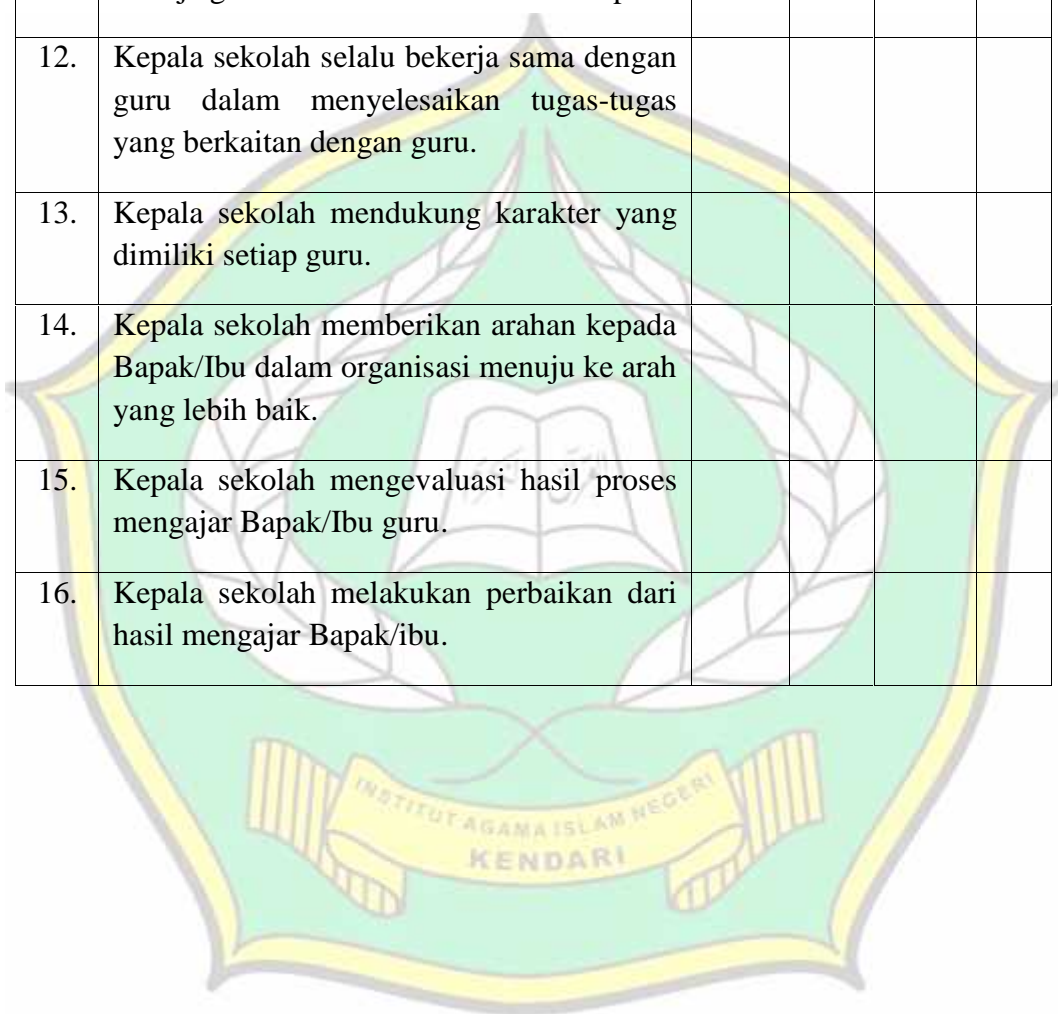 12. Kepala sekolah selalu bekerja sama dengan
guru dalam menyelesaikan tugas-tugas
yang berkaitan dengan guru.
13. Kepala sekolah mendukung karakter yang
dimiliki setiap guru.
14. Kepala sekolah memberikan arahan kepada
Bapak/Ibu dalam organisasi menuju ke arah
yang lebih baik.
15. Kepala sekolah mengevaluasi hasil proses
mengajar Bapak/Ibu guru.
16. Kepala sekolah melakukan perbaikan dari
hasil mengajar Bapak/ibu.
INSTITUT AGAMA ISLAM NEGERI
KENDARI